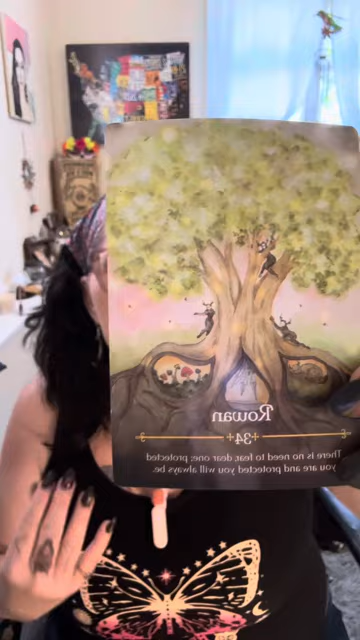 Rowan
34
There is no need to fear, dear one; protected
you are and protected you will always be.